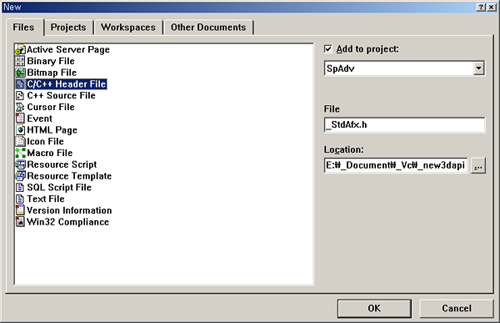 New
Files
Projects
Workspaces
Other Documents
Active Server Page
Binary File
Bitmap File
C/C++ Header File
C++ Source File
Cursor File
Event
HTML Page
Icon File
Macro File
Resource Script
Resource Template
SQL Script File
Text File
Version Information
Win32 Compliance
Add to project:
SpAdv
File
_StdAfx.h
Location:
E:₩_Document₩_Vc₩_new3dapi
...
OK
Cancel